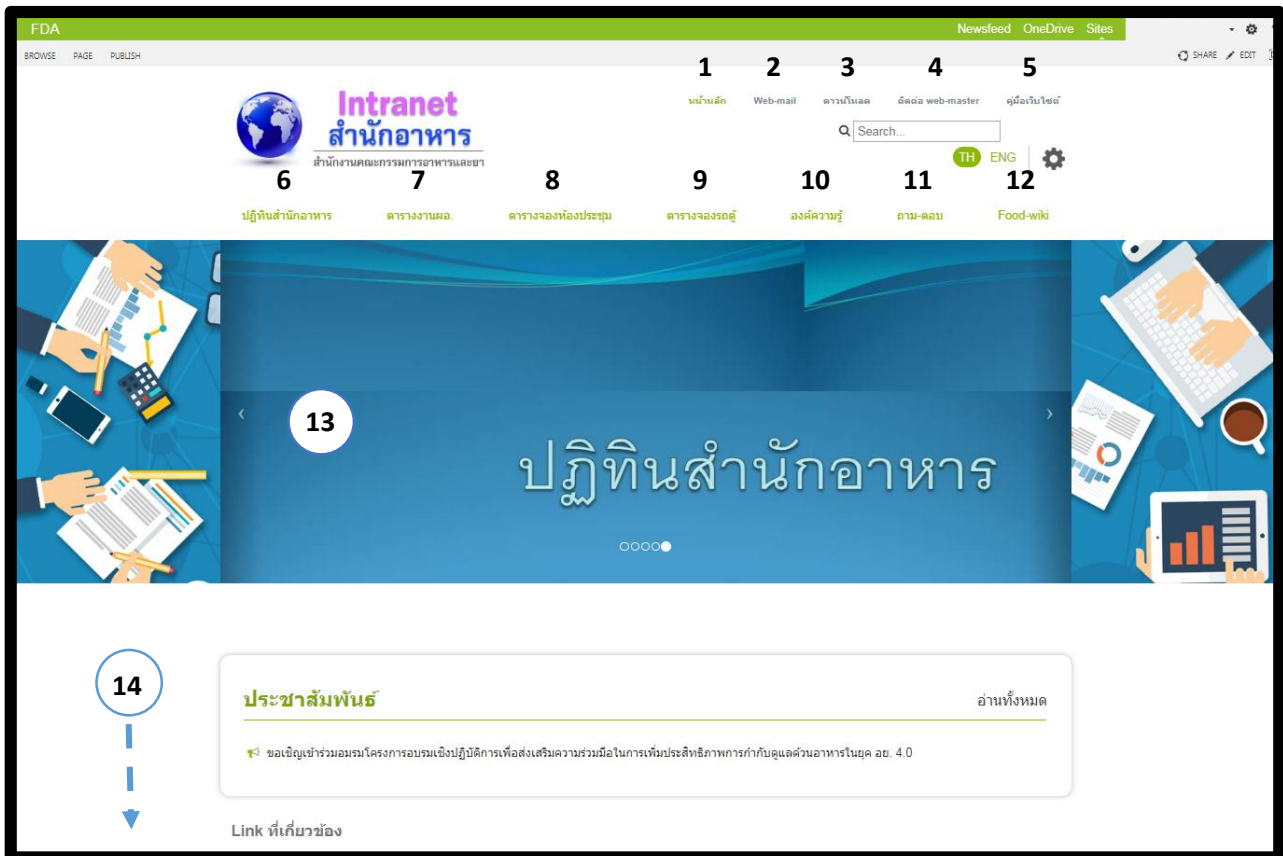 FDA
Newsfeed OneDrive Sites
BROWSE PAGE PUBLISH
SHARE EDIT
1 2 3 4 5
หน้าหลัก Web-mail ดาวน์โหลด ติดต่อ web-master คู่มือเว็บไซต์
Intranet
สำนักอาหาร
สำนักงานคณะกรรมการอาหารและยา
Search...
TH ENG
6 7 8 9 10 11 12
ปฏิทินสำนักอาหาร ตารางงานผอ. ตารางจองห้องประชุม ตารางจองรถตู้ องค์ความรู้ ถาม-ตอบ Food-wiki
13
ปฏิทินสำนักอาหาร
14
ประชาสัมพันธ์ อ่านทั้งหมด
ขอเชิญเข้าร่วมอมรมโครงการอบรมเชิงปฏิบัติการเพื่อส่งเสริมความร่วมมือในการเพิ่มประสิทธิภาพการกำกับดูแลด่านอาหารในยุค อย. 4.0
Link ที่เกี่ยวข้อง